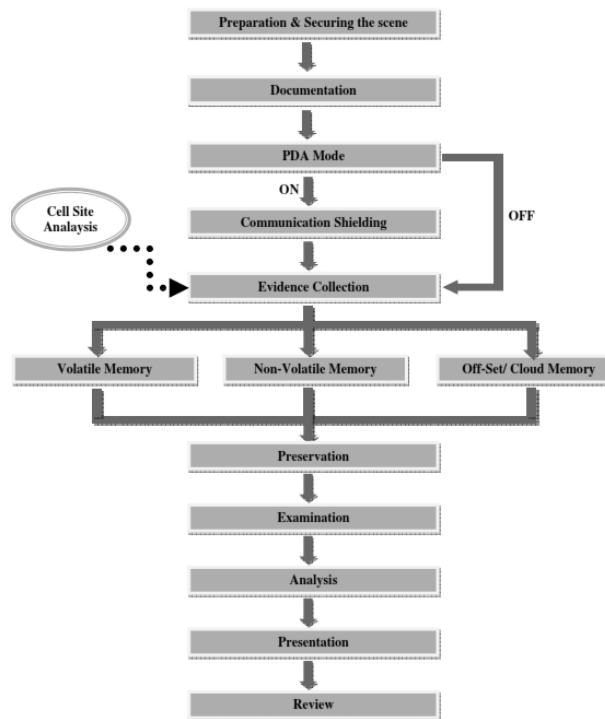 Preparation & Securing the scene
Documentation
PDA Mode
ON
OFF
Cell Site
Analaysis
Communication Shielding
Evidence Collection
Volatile Memory
Non-Volatile Memory
Off-Set/ Cloud Memory
Preservation
Examination
Analysis
Presentation
Review